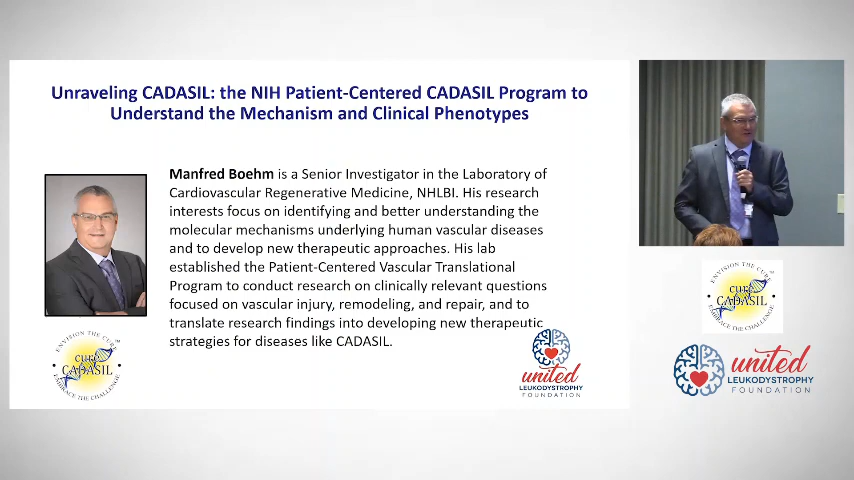 Unraveling CADASIL: the NIH Patient-Centered CADASIL Program to
Understand the Mechanism and Clinical Phenotypes
Manfred Boehm is a Senior Investigator in the Laboratory of
Cardiovascular Regenerative Medicine, NHLBI. His research
interests focus on identifying and better understanding the
molecular mechanisms underlying human vascular diseases
and to develop new therapeutic approaches. His lab
established the Patient-Centered Vascular Translational
Program to conduct research on clinically relevant questions
focused on vascular injury, remodeling, and repair, and to
translate research findings into developing new therapeutic
strategies for diseases like CADASIL.
ENVISION THE CURE
cure
CADASIL
EMBRACE THE CHALLENGE
united
LEUKODYSTROPHY
FOUNDATION
ENVISION THE CURE
cure
CADASIL
EMBRACE THE CHALLENGE
united
LEUKODYSTROPHY
FOUNDATION